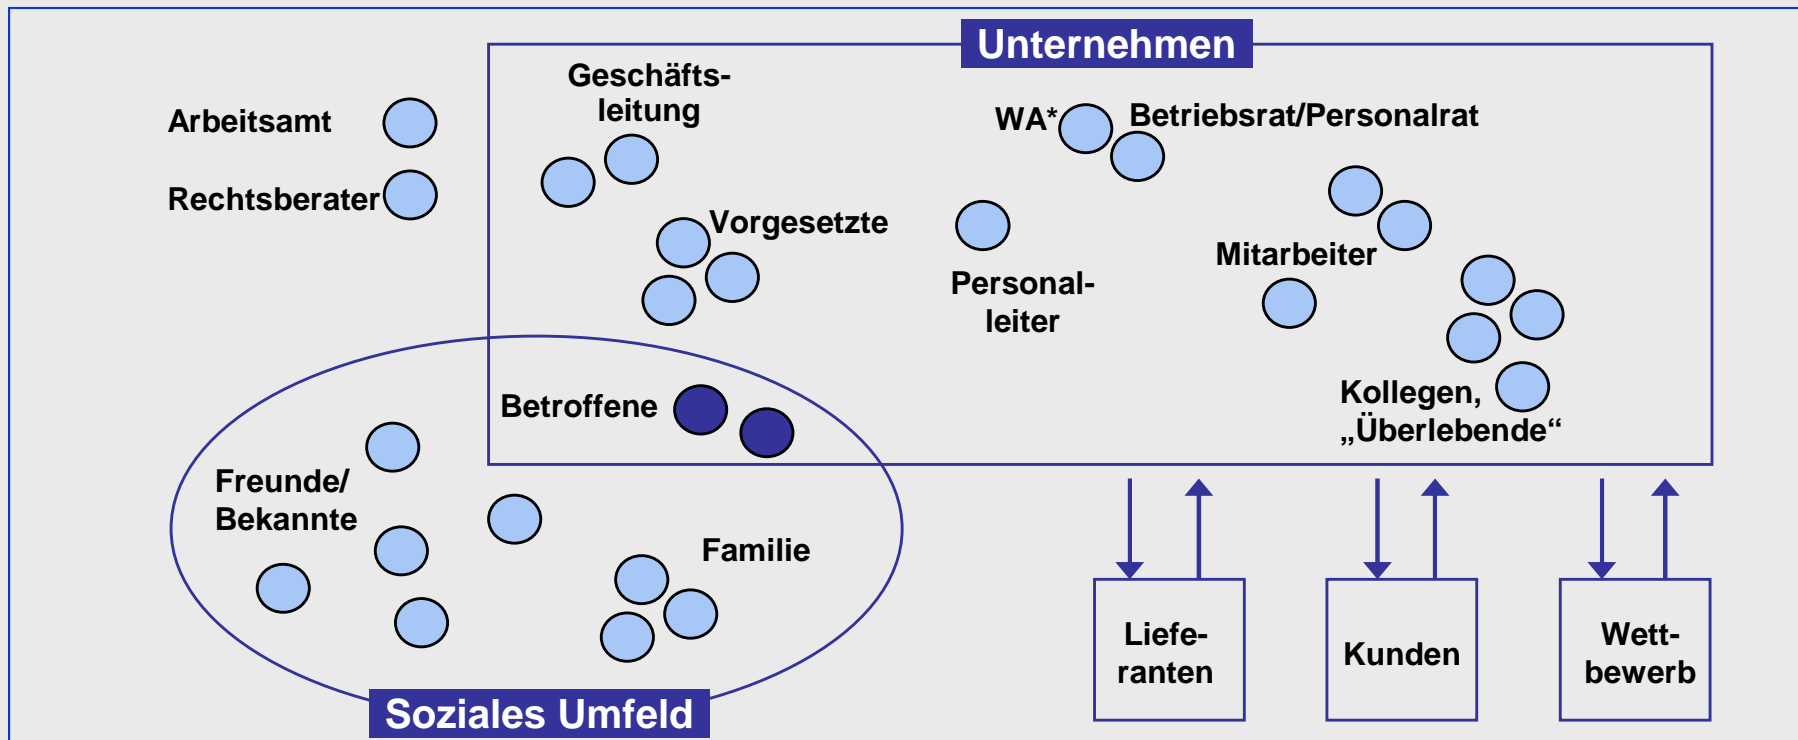 Unternehmen
Geschäfts-
leitung
Arbeitsamt
WA*
Betriebsrat/Personalrat
Rechtsberater
Vorgesetzte
Mitarbeiter
Personal-
leiter
Betroffene
Kollegen,
„Überlebende“
Freunde/
Bekannte
Familie
Liefe-
ranten
Kunden
Wett-
bewerb
Soziales Umfeld